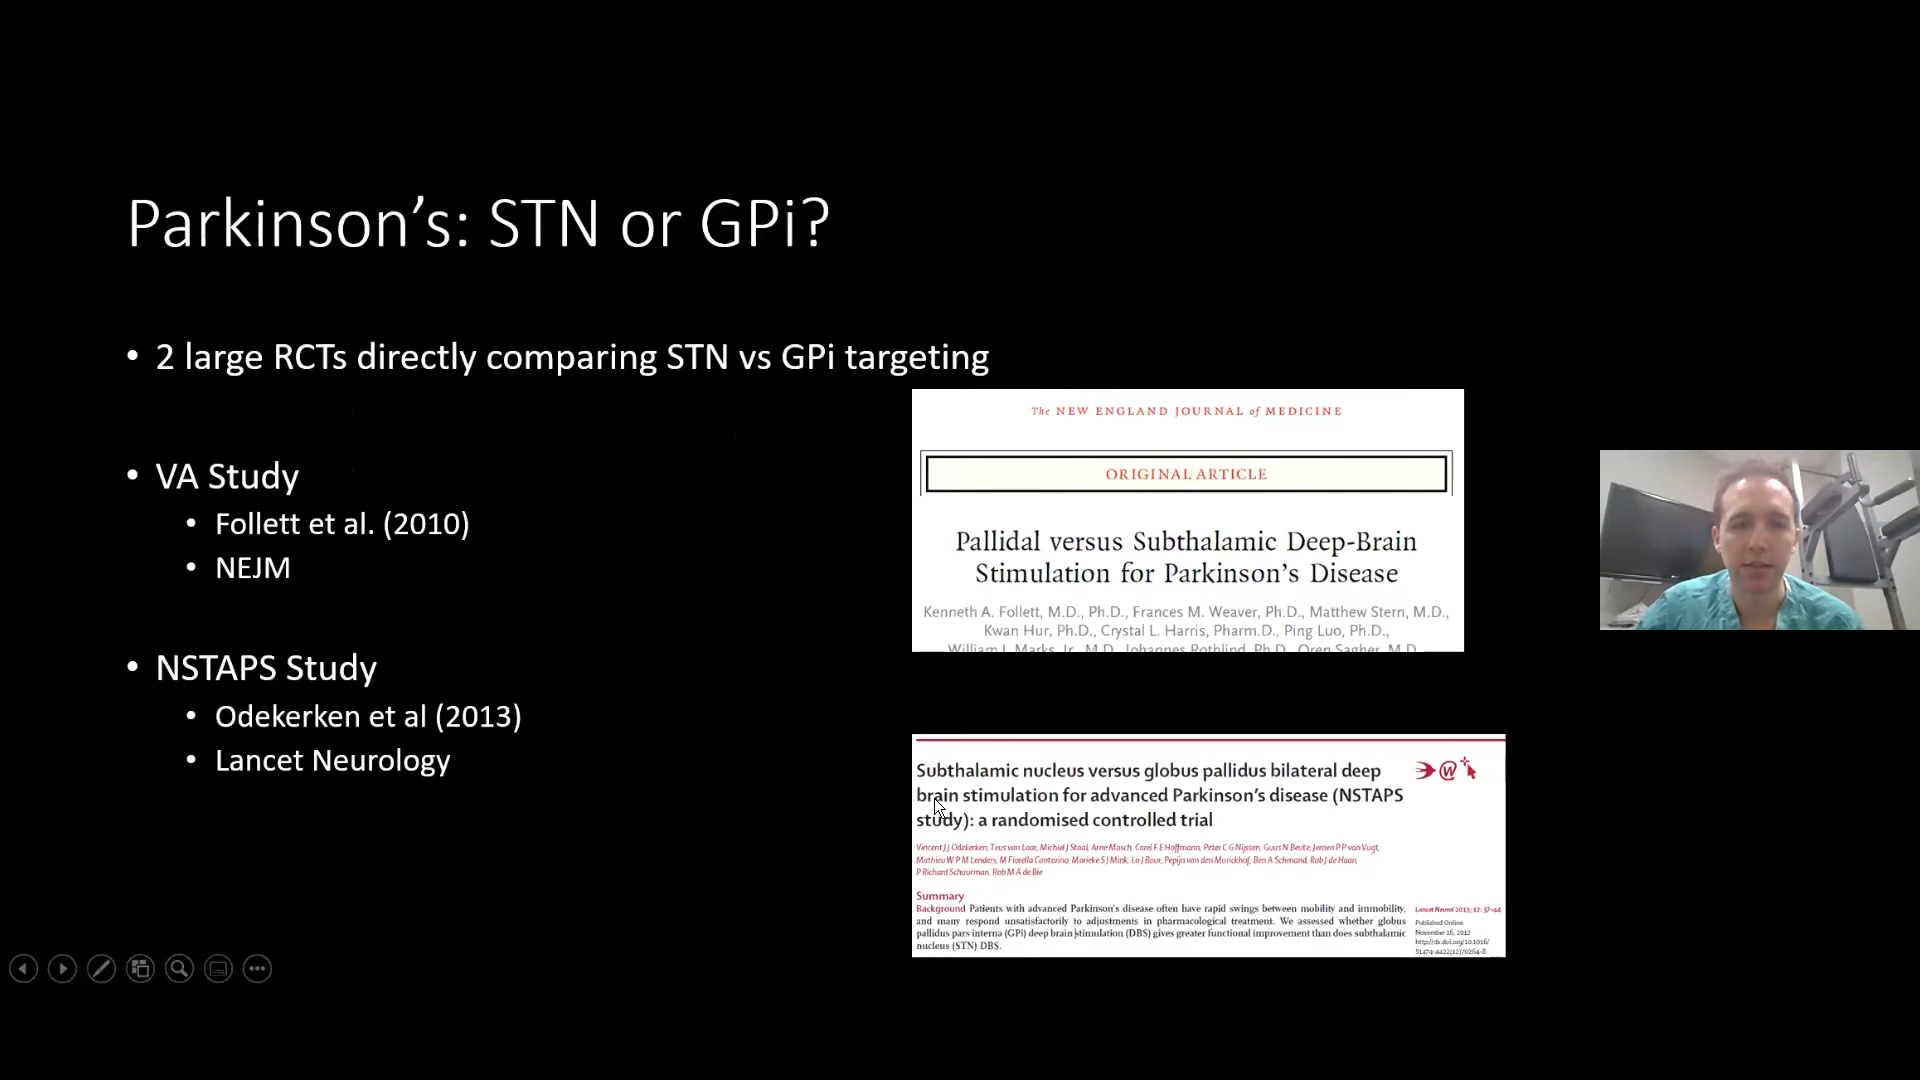 Parkinson’s: STN or GPi?
• 2 large RCTs directly comparing STN vs GPi targeting
• VA Study
• Follett et al. (2010)
• NEJM
• NSTAPS Study
• Odekerken et al (2013)
• Lancet Neurology
The NEW ENGLAND JOURNAL of MEDICINE
ORIGINAL ARTICLE
Pallidal versus Subthalamic Deep-Brain
Stimulation for Parkinson’s Disease
Kenneth A. Follett, M.D., Ph.D., Frances M. Weaver, Ph.D., Matthew Stern, M.D.,
Kwan Hur, Ph.D., Crystal L. Harris, Pharm.D., Ping Luo, Ph.D.,
William J. Marks, Jr., M.D., Johannes Rothlind, Ph.D., Oren Sagher, M.D.,
Subthalamic nucleus versus globus pallidus bilateral deep
brain stimulation for advanced Parkinson’s disease (NSTAPS
study): a randomised controlled trial
Vincent J J Odekerken, Teus van Laar, Michiel J Staal, Arne Mosch, Carel F E Hoffmann, Peter C G Nijssen, Guus N Beute, Jeroen P P van Vugt,
Mathieu W P M Lenders, M Fiorella Contarino, Marieke S J Mink, Lo J Bour, Pepijn van den Munckhof, Ben A Schmand, Rob J de Haan,
P Richard Schuurman, Rob M A de Bie
Summary
Background Patients with advanced Parkinson’s disease often have rapid swings between mobility and immobility,
and many respond unsatisfactorily to adjustments in pharmacological treatment. We assessed whether globus
pallidus pars interna (GPi) deep brain stimulation (DBS) gives greater functional improvement than does subthalamic
nucleus (STN) DBS.
Lancet Neurol 2013; 12: 37–44
Published Online
November 16, 2012
http://dx.doi.org/10.1016/
S1474-4422(12)70264-8